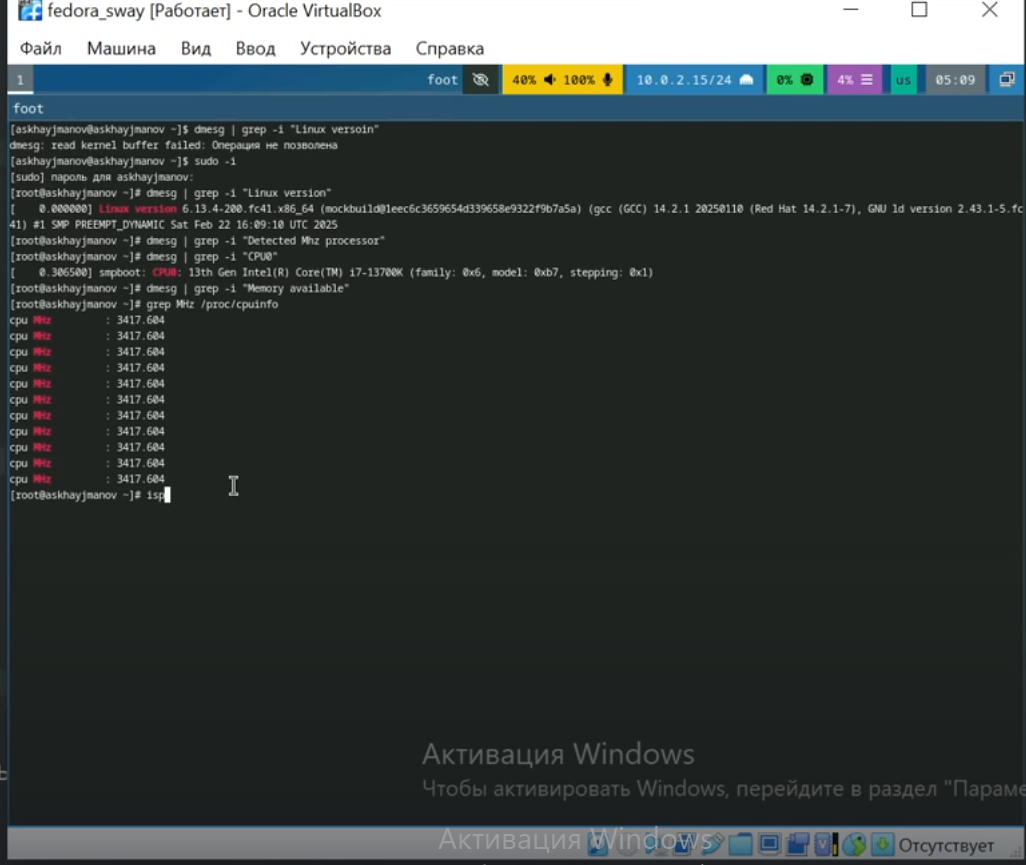 fedora_sway [Работает] - Oracle VirtualBox
Файл Машина Вид Ввод Устройства Справка
1 foot 40% 100% 10.0.2.15/24 0% 4% us 05:09
foot
[askhayjmanov@askhayjmanov ~]$ dmesg | grep -i "Linux versoin"
dmesg: read kernel buffer failed: Операция не позволена
[askhayjmanov@askhayjmanov ~]$ sudo -i
[sudo] пароль для askhayjmanov:
[root@askhayjmanov ~]# dmesg | grep -i "Linux version"
[    0.000000] Linux version 6.13.4-200.fc41.x86_64 (mockbuild@1eec6c3659654d339658e9322f9b7a5a) (gcc (GCC) 14.2.1 20250110 (Red Hat 14.2.1-7), GNU ld version 2.43.1-5.fc
41) #1 SMP PREEMPT_DYNAMIC Sat Feb 22 16:09:10 UTC 2025
[root@askhayjmanov ~]# dmesg | grep -i "Detected Mhz processor"
[root@askhayjmanov ~]# dmesg | grep -i "CPU0"
[    0.306500] smpboot: CPU0: 13th Gen Intel(R) Core(TM) i7-13700K (family: 0x6, model: 0xb7, stepping: 0x1)
[root@askhayjmanov ~]# dmesg | grep -i "Memory available"
[root@askhayjmanov ~]# grep MHz /proc/cpuinfo
cpu MHz : 3417.604
cpu MHz : 3417.604
cpu MHz : 3417.604
cpu MHz : 3417.604
cpu MHz : 3417.604
cpu MHz : 3417.604
cpu MHz : 3417.604
cpu MHz : 3417.604
cpu MHz : 3417.604
cpu MHz : 3417.604
cpu MHz : 3417.604
[root@askhayjmanov ~]# isp
Активация Windows
Чтобы активировать Windows, перейдите в раздел "Параме
Активация Windows
Отсутствует